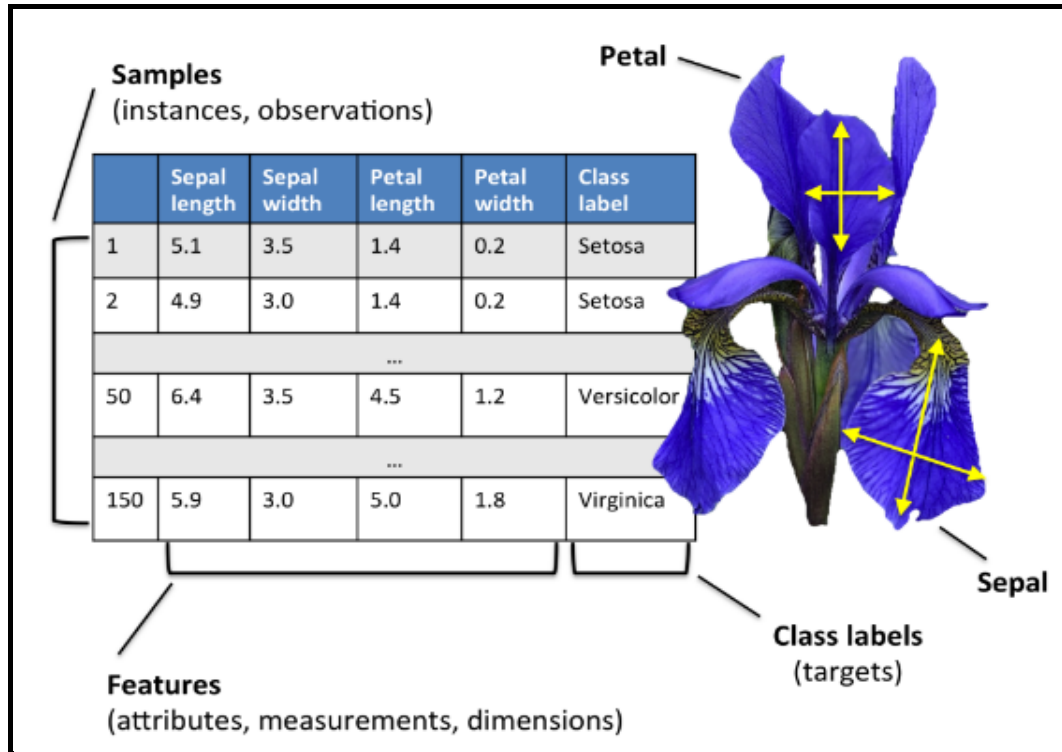 Samples
(instances, observations)
Petal
Sepal length Sepal width Petal length Petal width Class label
1 5.1 3.5 1.4 0.2 Setosa
2 4.9 3.0 1.4 0.2 Setosa
...
50 6.4 3.5 4.5 1.2 Versicolor
...
150 5.9 3.0 5.0 1.8 Virginica
Sepal
Class labels
(targets)
Features
(attributes, measurements, dimensions)